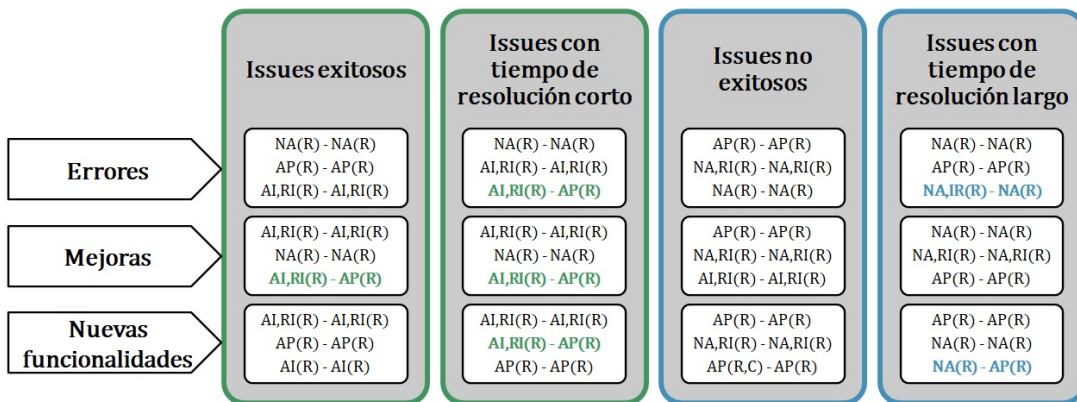 Issues exitosos
Issues con
tiempo de
resolución corto
Issues no
exitosos
Issues con
tiempo de
resolución largo
Errores
NA(R) - NA(R)
AP(R) - AP(R)
AI,RI(R) - AI,RI(R)
NA(R) - NA(R)
AI,RI(R) - AI,RI(R)
AI,RI(R) - AP(R)
AP(R) - AP(R)
NA,RI(R) - NA,RI(R)
NA(R) - NA(R)
NA(R) - NA(R)
AP(R) - AP(R)
NA,IR(R) - NA(R)
Mejoras
AI,RI(R) - AI,RI(R)
NA(R) - NA(R)
AI,RI(R) - AP(R)
AI,RI(R) - AI,RI(R)
NA(R) - NA(R)
AI,RI(R) - AP(R)
AP(R) - AP(R)
NA,RI(R) - NA,RI(R)
AI,RI(R) - AI,RI(R)
NA(R) - NA(R)
NA,RI(R) - NA,RI(R)
AP(R) - AP(R)
Nuevas
funcionalidades
AI,RI(R) - AI,RI(R)
AP(R) - AP(R)
AI(R) - AI(R)
AI,RI(R) - AI,RI(R)
AI,RI(R) - AP(R)
AP(R) - AP(R)
AP(R) - AP(R)
NA,RI(R) - NA,RI(R)
AP(R,C) - AP(R)
AP(R) - AP(R)
NA(R) - NA(R)
NA(R) - AP(R)